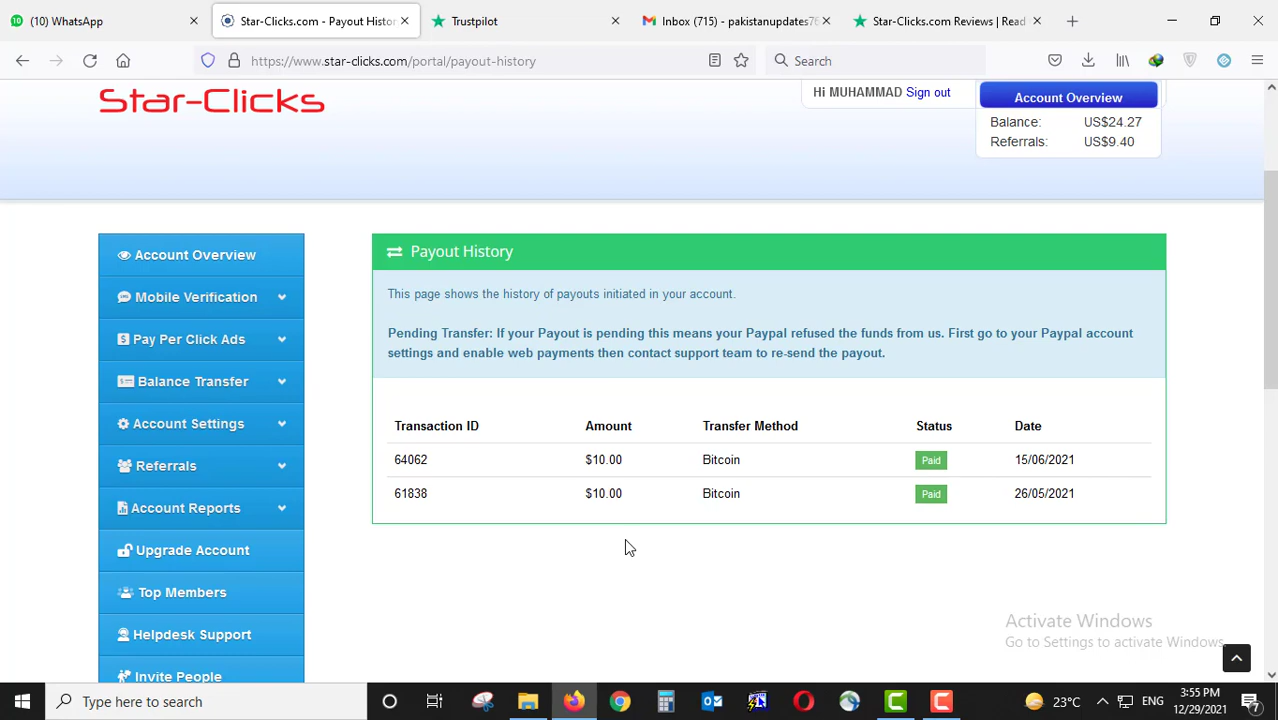 (10) WhatsApp
Star-Clicks.com - Payout Histor
Trustpilot
Inbox (715) - pakistanupdates76
Star-Clicks.com Reviews | Read
https://www.star-clicks.com/portal/payout-history
Search
Star-Clicks
Hi MUHAMMAD Sign out
Account Overview
Balance: US$24.27
Referrals: US$9.40
Account Overview
Mobile Verification
Pay Per Click Ads
Balance Transfer
Account Settings
Referrals
Account Reports
Upgrade Account
Top Members
Helpdesk Support
Invite People
Payout History
This page shows the history of payouts initiated in your account.
Pending Transfer: If your Payout is pending this means your Paypal refused the funds from us. First go to your Paypal account
settings and enable web payments then contact support team to re-send the payout.
Transaction ID Amount Transfer Method Status Date
64062 $10.00 Bitcoin Paid 15/06/2021
61838 $10.00 Bitcoin Paid 26/05/2021
Activate Windows
Go to Settings to activate Windows.
Type here to search
23°C
ENG
3:55 PM
12/29/2021
7